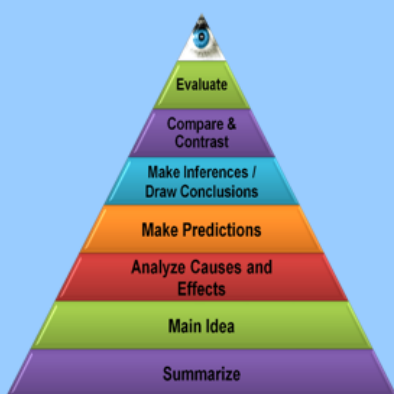 Evaluate
Compare &
Contrast
Make Inferences /
Draw Conclusions
Make Predictions
Analyze Causes and
Effects
Main Idea
Summarize